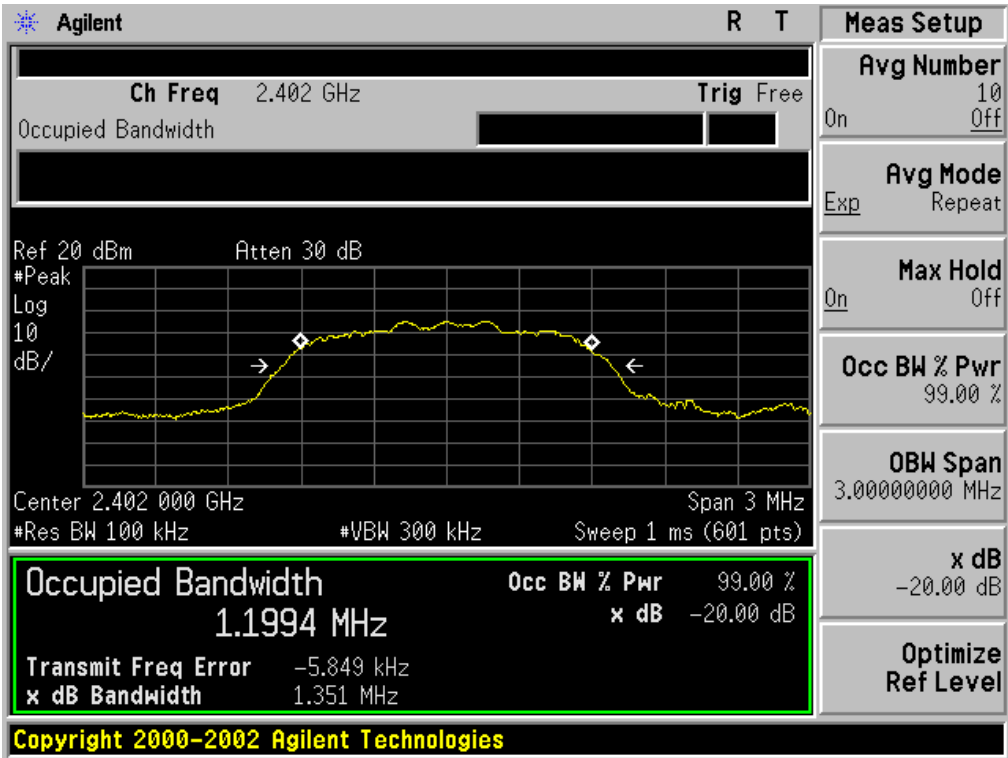 Agilent R T
Ch Freq 2.402 GHz Trig Free
Occupied Bandwidth
Ref 20 dBm Atten 30 dB
#Peak
Log
10
dB/
Center 2.402 000 GHz Span 3 MHz
#Res BW 100 kHz #VBW 300 kHz Sweep 1 ms (601 pts)
Occupied Bandwidth Occ BW % Pwr 99.00 %
1.1994 MHz x dB -20.00 dB
Transmit Freq Error -5.849 kHz
x dB Bandwidth 1.351 MHz
Copyright 2000-2002 Agilent Technologies
Meas Setup
Avg Number
10
On Off
Avg Mode
Exp Repeat
Max Hold
On Off
Occ BW % Pwr
99.00 %
OBW Span
3.00000000 MHz
x dB
-20.00 dB
Optimize
Ref Level